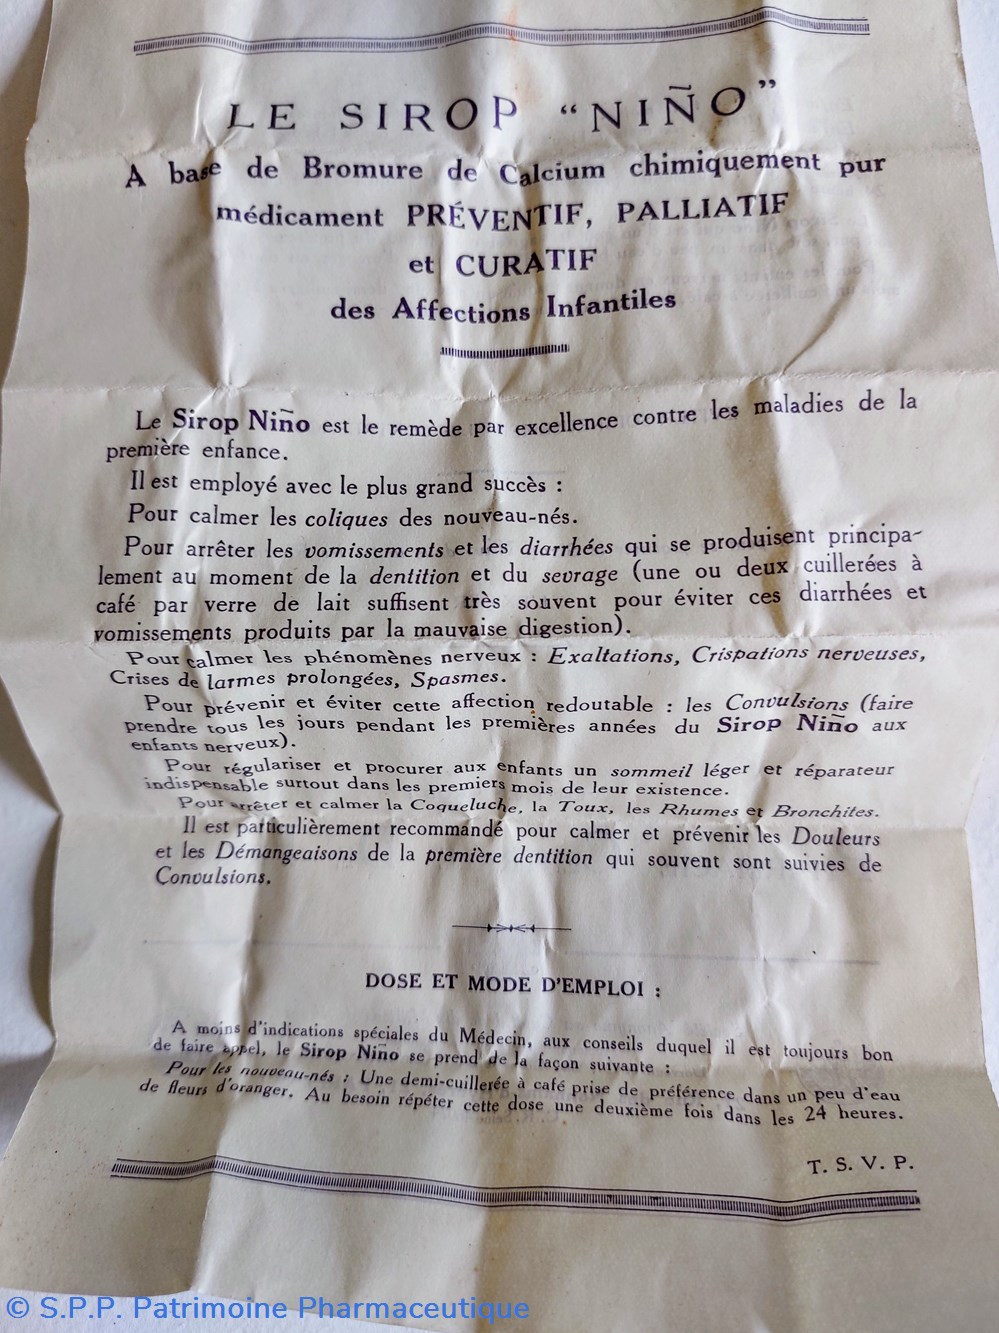 LE SIROP “NIÑO”
A base de Bromure de Calcium chimiquement pur
médicament PRÉVENTIF, PALLIATIF
et CURATIF
des Affections Infantiles
Le Sirop Niño est le remède par excellence contre les maladies de la
première enfance.
Il est employé avec le plus grand succès :
Pour calmer les coliques des nouveau-nés.
Pour arrêter les vomissements et les diarrhées qui se produisent principa-
lement au moment de la dentition et du sevrage (une ou deux cuillerées à
café par verre de lait suffisent très souvent pour éviter ces diarrhées et
vomissements produits par la mauvaise digestion).
Pour calmer les phénomènes nerveux : Exaltations, Crispations nerveuses,
Crises de larmes prolongées, Spasmes.
Pour prévenir et éviter cette affection redoutable : les Convulsions (faire
prendre tous les jours pendant les premières années du Sirop Niño aux
enfants nerveux).
Pour régulariser et procurer aux enfants un sommeil léger et réparateur
indispensable surtout dans les premiers mois de leur existence.
Pour arrêter et calmer la Coqueluche, la Toux, les Rhumes et Bronchites.
Il est particulièrement recommandé pour calmer et prévenir les Douleurs
et les Démangeaisons de la première dentition qui souvent sont suivies de
Convulsions.
DOSE ET MODE D'EMPLOI :
A moins d'indications spéciales du Médecin, aux conseils duquel il est toujours bon
de faire appel, le Sirop Niño se prend de la façon suivante :
Pour les nouveau-nés : Une demi-cuillerée à café prise de préférence dans un peu d'eau
de fleurs d'oranger. Au besoin répéter cette dose une deuxième fois dans les 24 heures.
T. S. V. P.
© S.P.P. Patrimoine Pharmaceutique